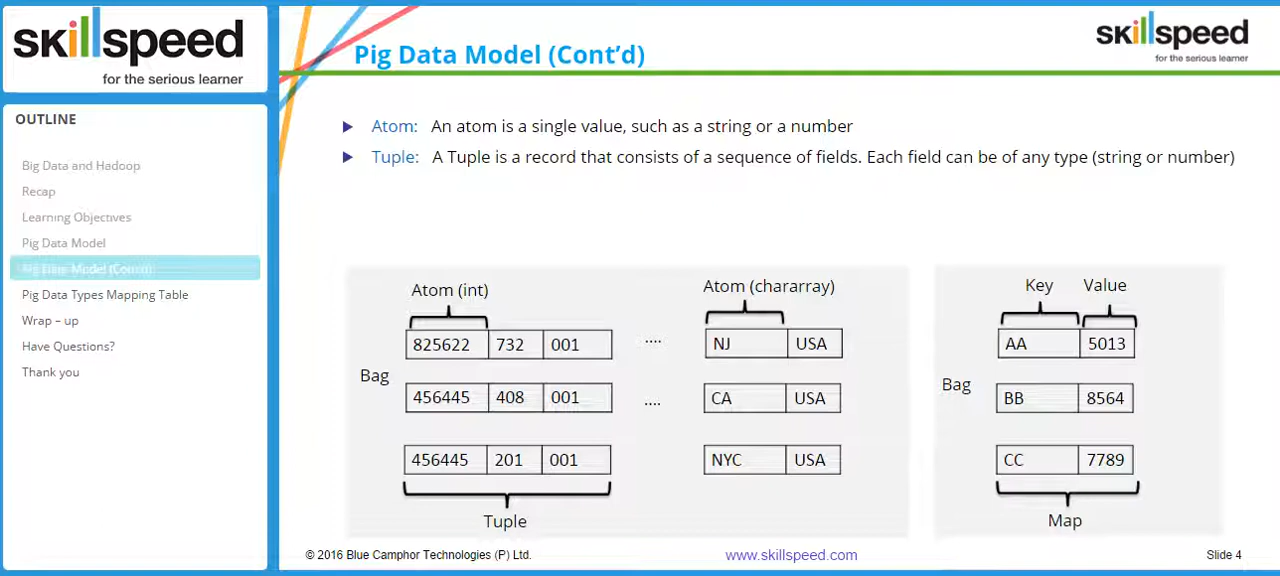 skillspeed
for the serious learner
OUTLINE
Big Data and Hadoop
Recap
Learning Objectives
Pig Data Model
Pig Data Model (Cont'd)
Pig Data Types Mapping Table
Wrap – up
Have Questions?
Thank you
Pig Data Model (Cont'd)
skillspeed
for the serious learner
Atom: An atom is a single value, such as a string or a number
Tuple: A Tuple is a record that consists of a sequence of fields. Each field can be of any type (string or number)
Atom (int) Atom (chararray)
825622 732 001 .... NJ USA
Bag
456445 408 001 .... CA USA
456445 201 001 NYC USA
Tuple
Key Value
AA 5013
Bag
BB 8564
CC 7789
Map
© 2016 Blue Camphor Technologies (P) Ltd. www.skillspeed.com Slide 4